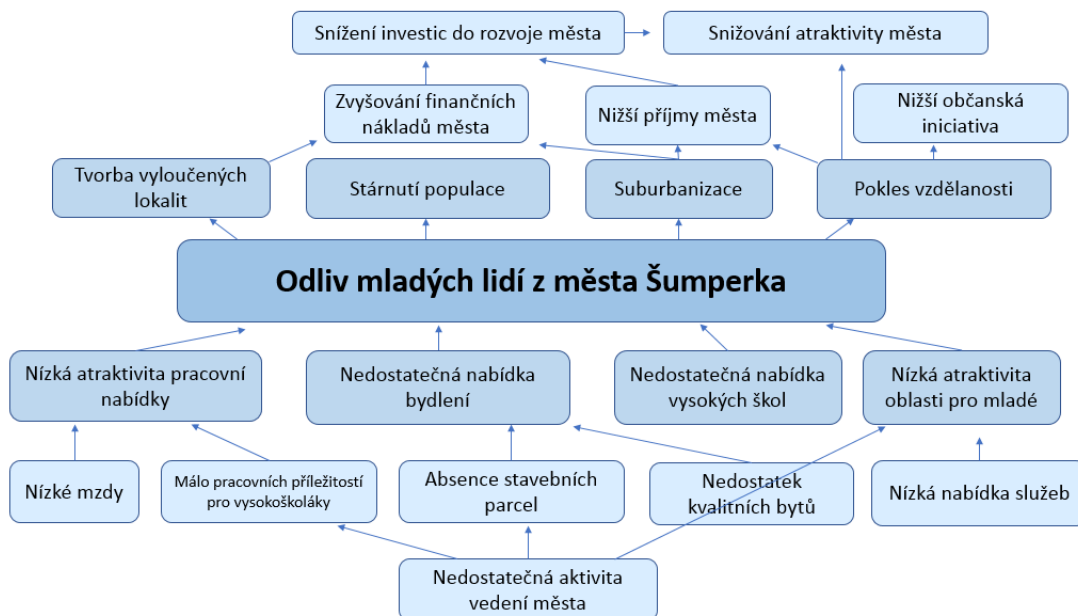 Snížení investic do rozvoje města
Snižování atraktivity města
Zvyšování finančních
nákladů města
Nižší příjmy města
Nižší občanská
iniciativa
Tvorba vyloučených
lokalit
Stárnutí populace
Suburbanizace
Pokles vzdělanosti
Odliv mladých lidí z města Šumperka
Nízká atraktivita pracovní
nabídky
Nedostatečná nabídka
bydlení
Nedostatečná nabídka
vysokých škol
Nízká atraktivita
oblasti pro mladé
Nízké mzdy
Málo pracovních příležitostí
pro vysokoškoláky
Absence stavebních
parcel
Nedostatek
kvalitních bytů
Nízká nabídka služeb
Nedostatečná aktivita
vedení města